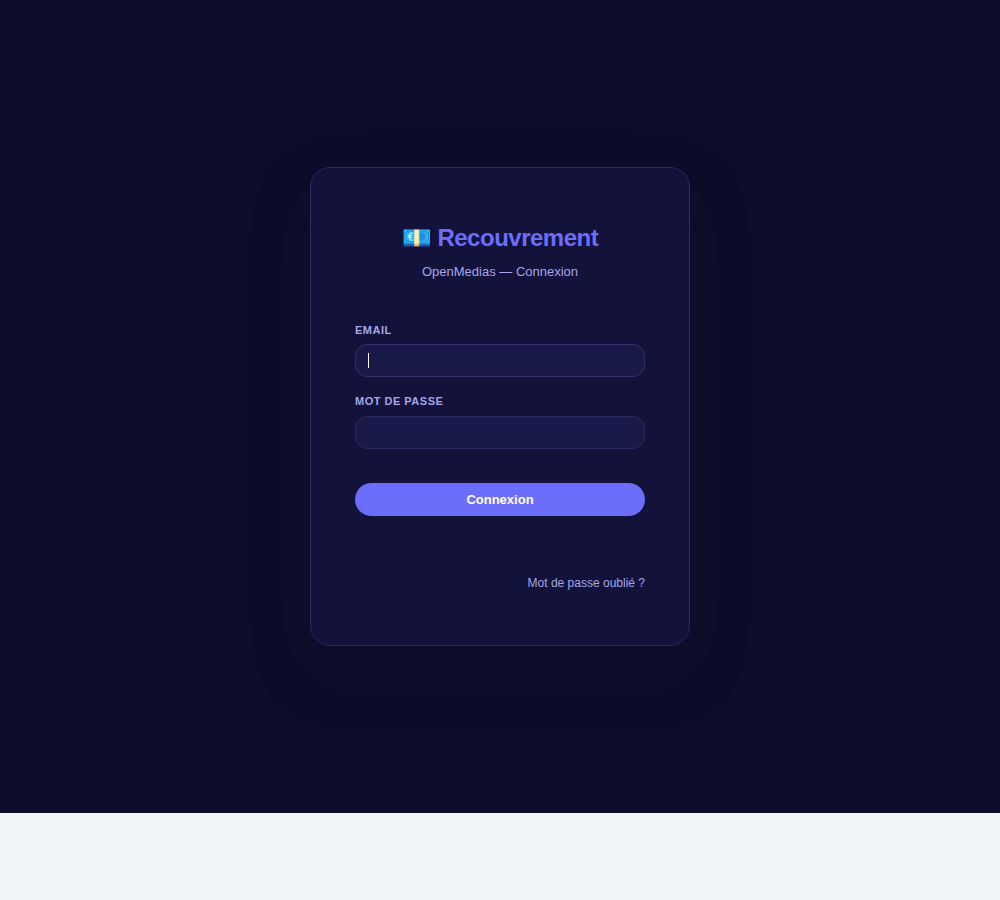 💶 Recouvrement
OpenMedias — Connexion
EMAIL
MOT DE PASSE
Connexion
Mot de passe oublié ?